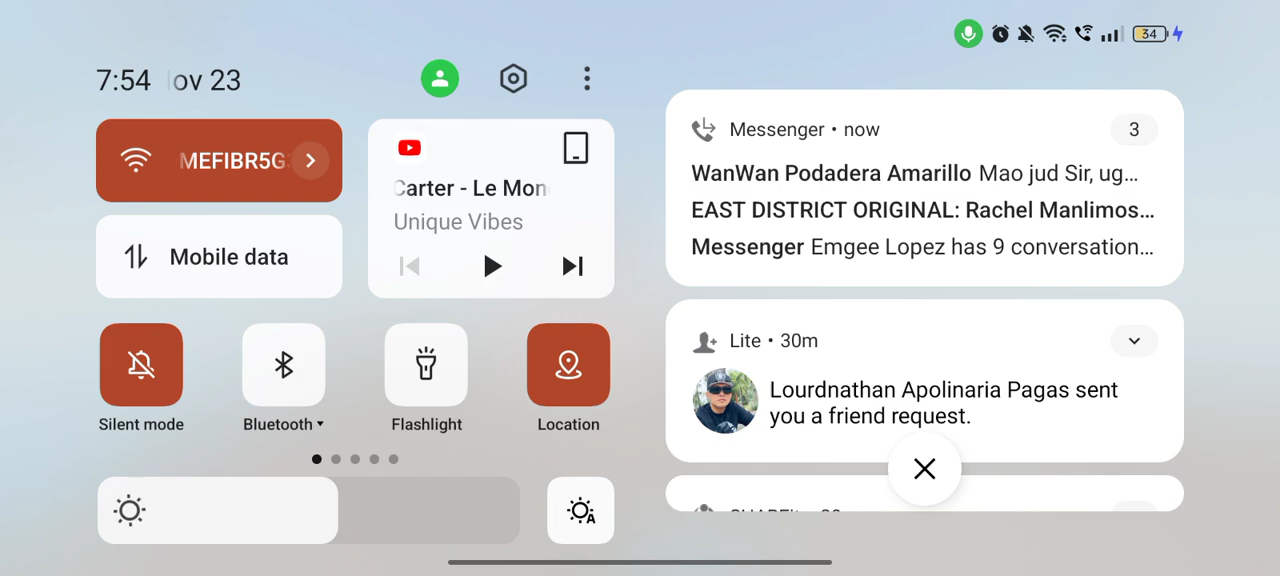 34
7:54 ov 23
MEFIBR5G
Mobile data
Carter - Le Mon
Unique Vibes
Silent mode
Bluetooth
Flashlight
Location
Messenger • now
3
WanWan Podadera Amarillo Mao jud Sir, ug...
EAST DISTRICT ORIGINAL: Rachel Manlimos...
Messenger Emgee Lopez has 9 conversation...
Lite • 30m
Lourdnathan Apolinaria Pagas sent
you a friend request.